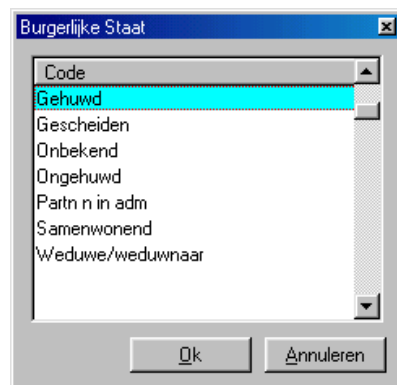 Burgerlijke Staat
Code
Gehuwd
Gescheiden
Onbekend
Ongehuwd
Partn n in adm
Samenwonend
Weduwe/weduwnaar
Ok Annuleren